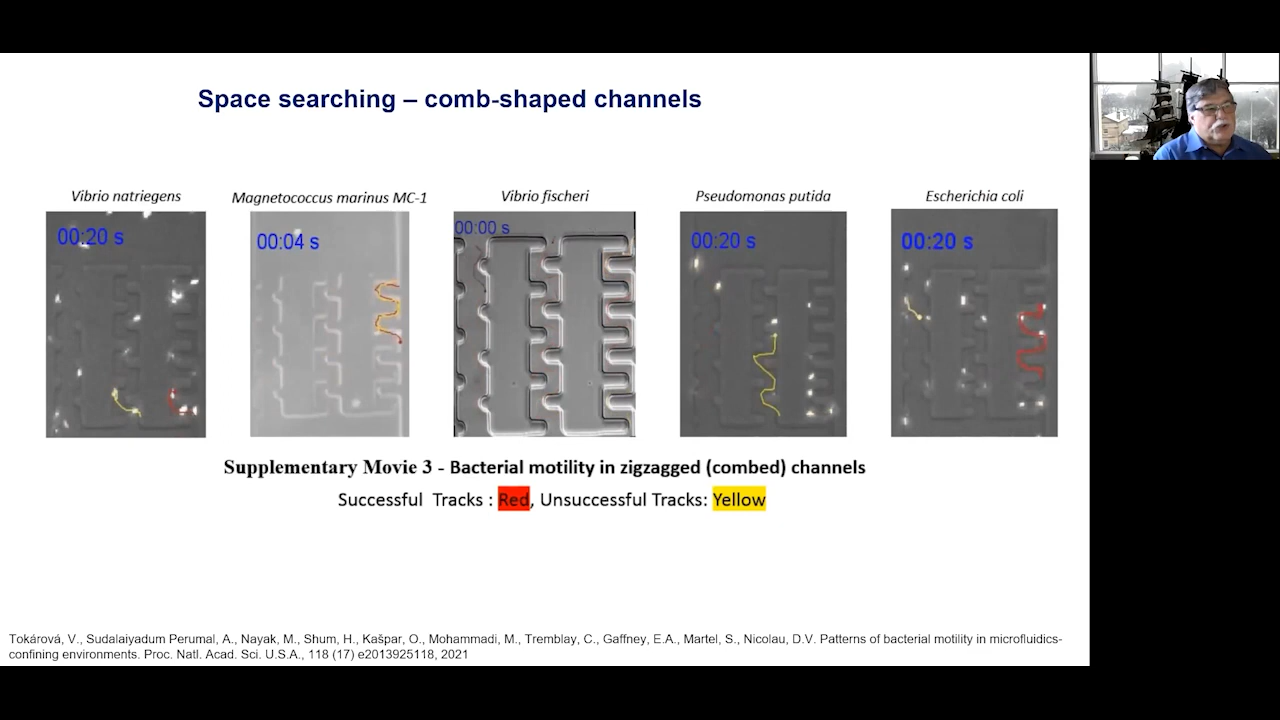 Space searching – comb-shaped channels
Vibrio natriegens
Magnetococcus marinus MC-1
Vibrio fischeri
Pseudomonas putida
Escherichia coli
00:20 s
00:04 s
00:00 s
00:20 s
00:20 s
Supplementary Movie 3 - Bacterial motility in zigzagged (combed) channels
Successful Tracks : Red, Unsuccessful Tracks: Yellow
Tokárová, V., Sudalaiyadum Perumal, A., Nayak, M., Shum, H., Kašpar, O., Mohammadi, M., Tremblay, C., Gaffney, E.A., Martel, S., Nicolau, D.V. Patterns of bacterial motility in microfluidics-
confining environments. Proc. Natl. Acad. Sci. U.S.A., 118 (17) e2013925118, 2021